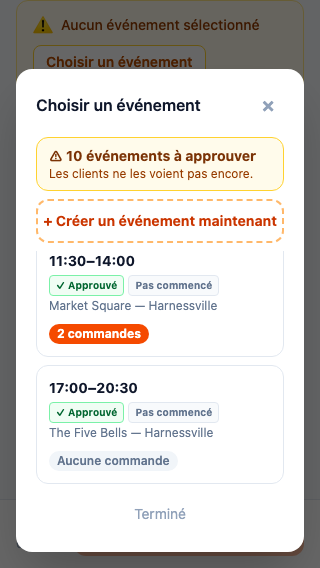 Aucun événement sélectionné
Choisir un événement
Choisir un événement
×
⚠ 10 événements à approuver
Les clients ne les voient pas encore.
+ Créer un événement maintenant
11:30–14:00
✓ Approuvé
Pas commencé
Market Square — Harnessville
2 commandes
17:00–20:30
✓ Approuvé
Pas commencé
The Five Bells — Harnessville
Aucune commande
Terminé